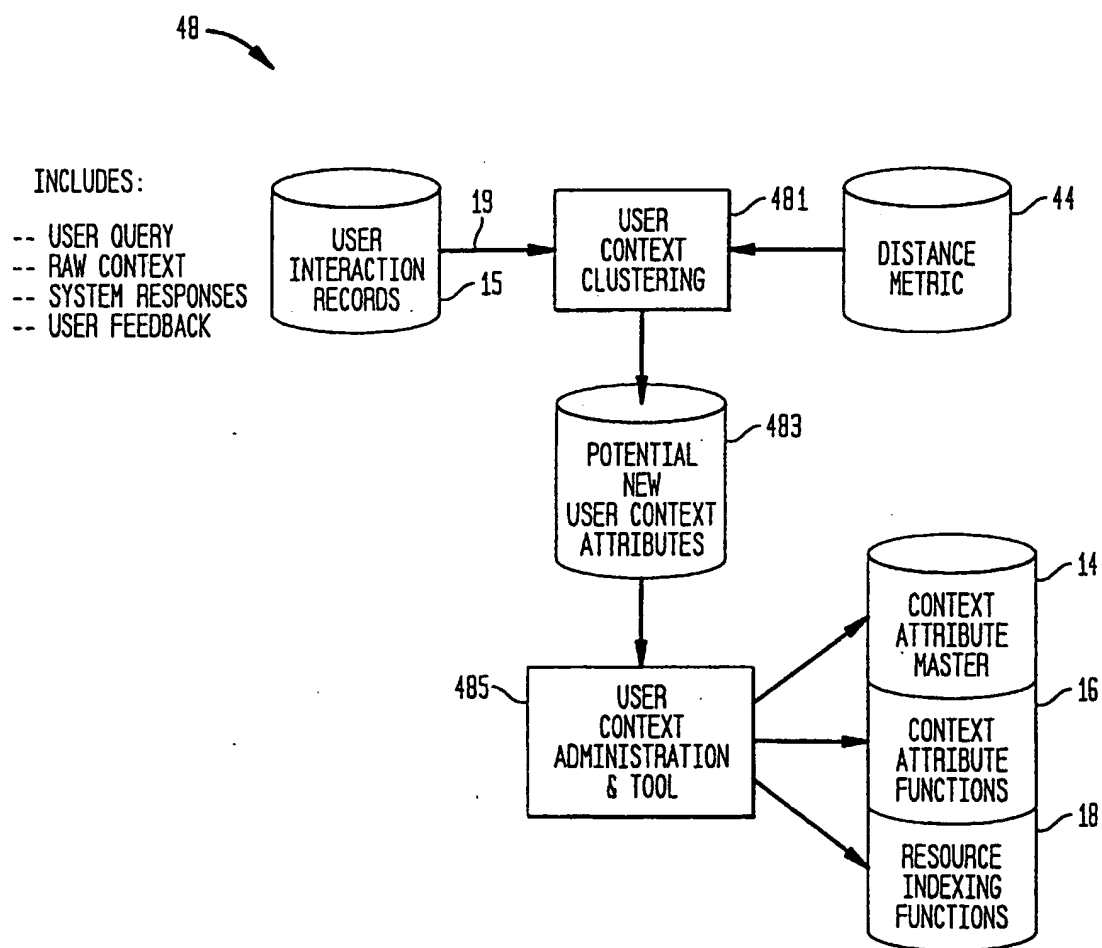 48
INCLUDES:
-- USER QUERY
-- RAW CONTEXT
-- SYSTEM RESPONSES
-- USER FEEDBACK
USER
INTERACTION
RECORDS
15
19
USER
CONTEXT
CLUSTERING
481
DISTANCE
METRIC
44
POTENTIAL
NEW
USER CONTEXT
ATTRIBUTES
483
485
USER
CONTEXT
ADMINISTRATION
& TOOL
CONTEXT
ATTRIBUTE
MASTER
14
CONTEXT
ATTRIBUTE
FUNCTIONS
16
RESOURCE
INDEXING
FUNCTIONS
18